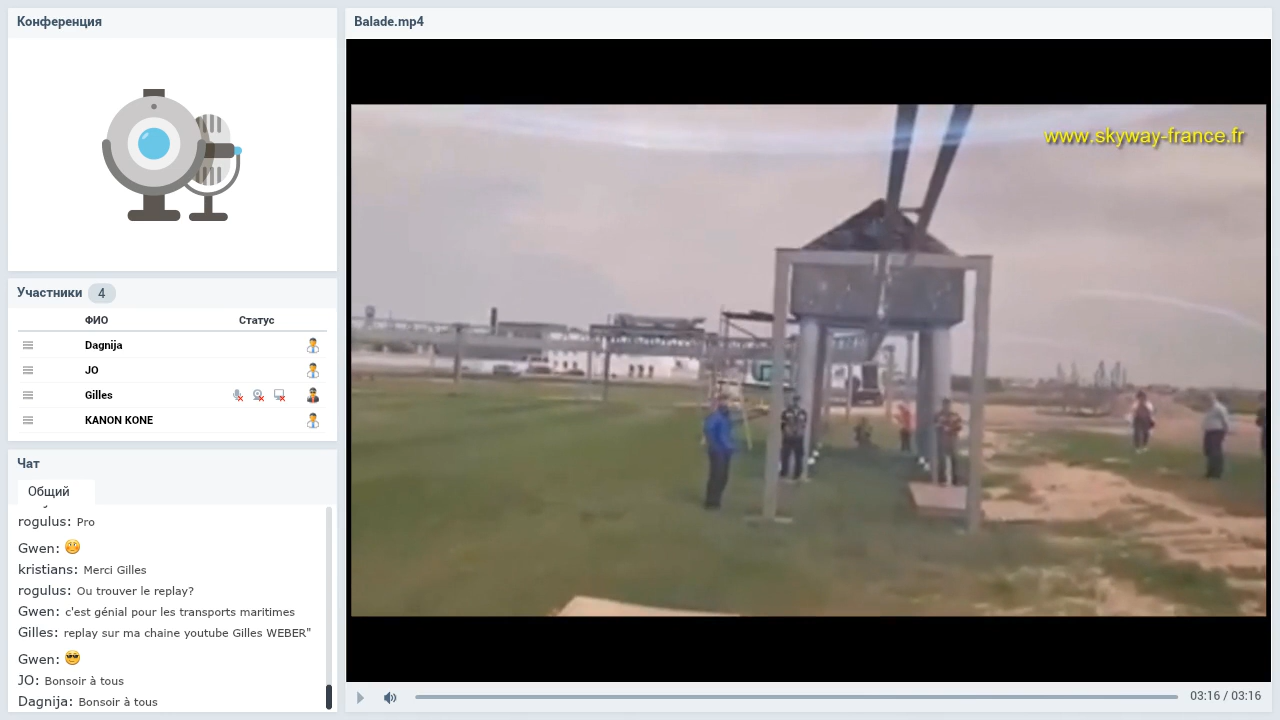 Конференция
Balade.mp4
www.skyway-france.fr
Участники 4
ФИО Статус
Dagnija
JO
Gilles
KANON KONE
Чат
Общий
rogulus: Pro
Gwen:
kristians: Merci Gilles
rogulus: Ou trouver le replay?
Gwen: c'est génial pour les transports maritimes
Gilles: replay sur ma chaine youtube Gilles WEBER"
Gwen:
JO: Bonsoir à tous
Dagnija: Bonsoir à tous
03:16 / 03:16